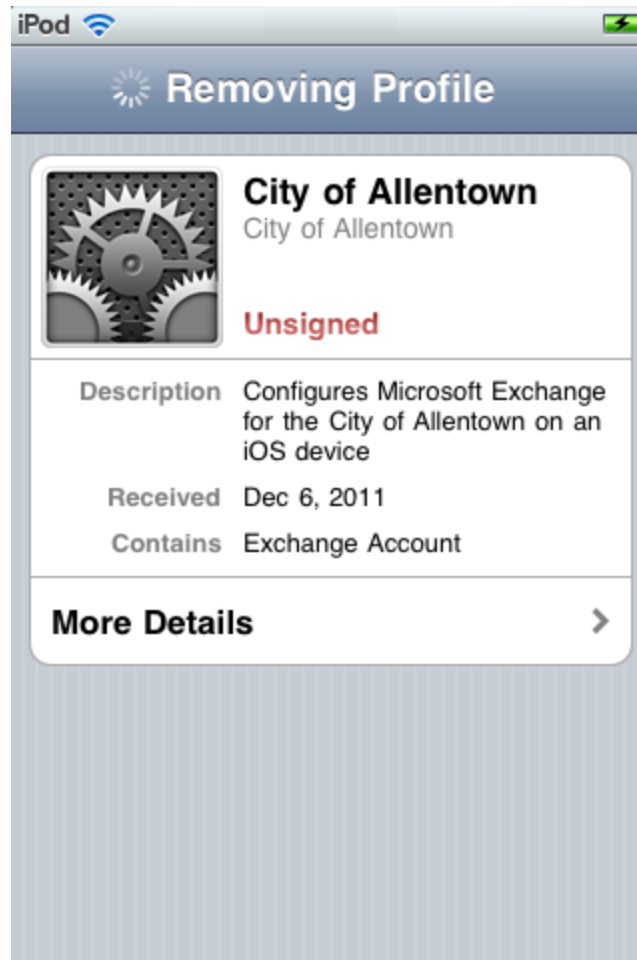 iPod
Removing Profile
City of Allentown
City of Allentown
Unsigned
Description Configures Microsoft Exchange
for the City of Allentown on an
iOS device
Received Dec 6, 2011
Contains Exchange Account
More Details